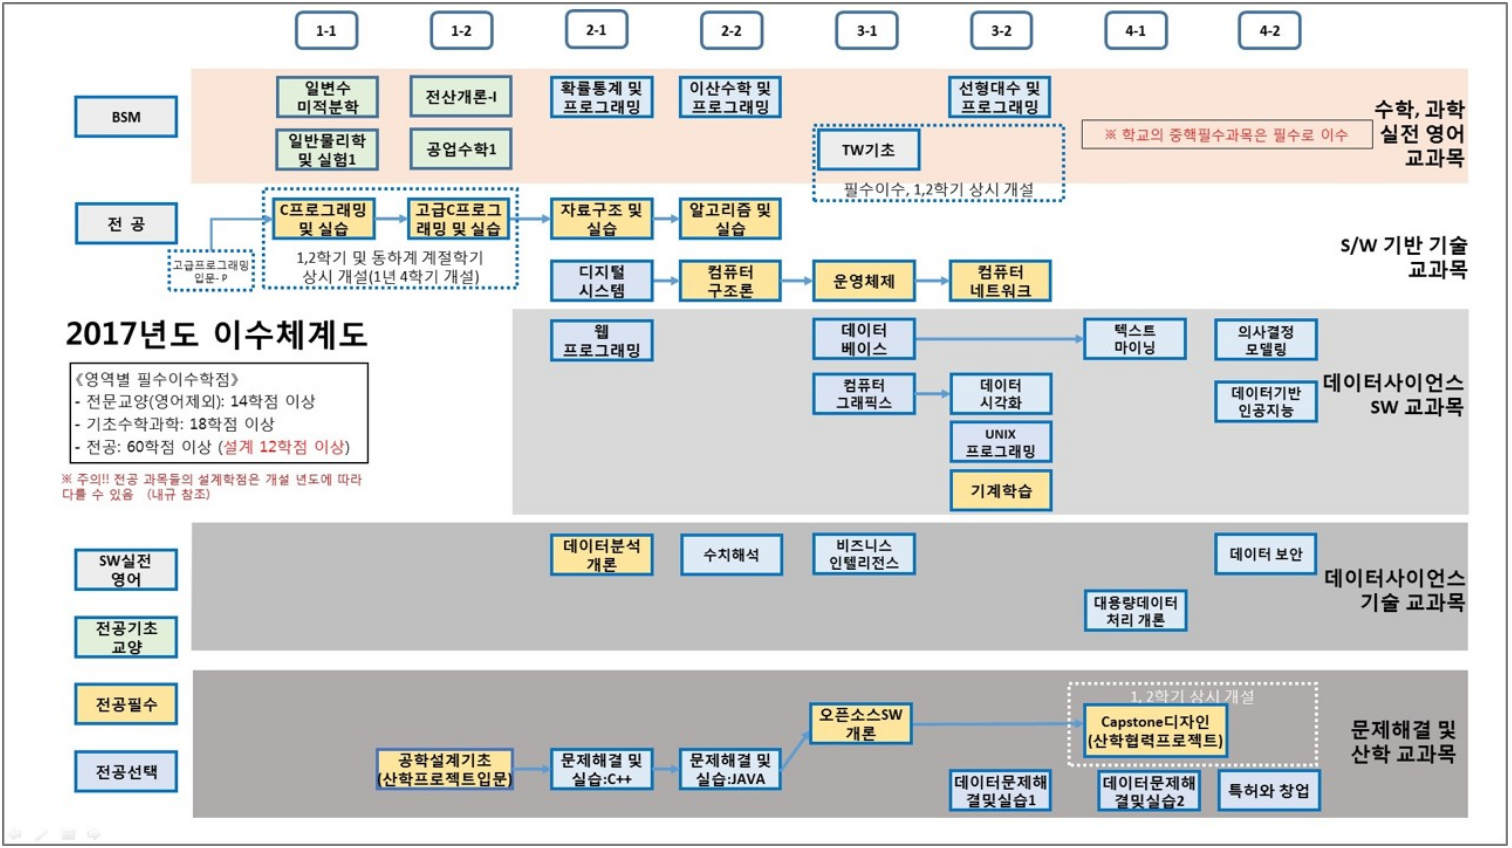 1-1
1-2
2-1
2-2
3-1
3-2
4-1
4-2
BSM
일변수
미적분학
전산개론-I
확률통계 및
프로그래밍
이산수학 및
프로그래밍
선형대수 및
프로그래밍
일반물리학
및 실험1
공업수학1
TW기초
필수이수, 1,2학기 상시 개설
※ 학교의 중핵필수과목은 필수로 이수
수학, 과학
실전 영어
교과목
전 공
고급프로그래밍
입문- P
C프로그래밍
및 실습
고급C프로그
래밍 및 실습
1,2학기 및 동하계 계절학기
상시 개설(1년 4학기 개설)
자료구조 및
실습
알고리즘 및
실습
디지털
시스템
컴퓨터
구조론
운영체제
컴퓨터
네트워크
S/W 기반 기술
교과목
2017년도 이수체계도
《영역별 필수이수학점》
- 전문교양(영어제외): 14학점 이상
- 기초수학과학: 18학점 이상
- 전공: 60학점 이상 (설계 12학점 이상)
※ 주의!! 전공 과목들의 설계학점은 개설 년도에 따라
다를 수 있음 (내규 참조)
웹
프로그래밍
데이터
베이스
텍스트
마이닝
의사결정
모델링
컴퓨터
그래픽스
데이터
시각화
데이터기반
인공지능
UNIX
프로그래밍
기계학습
데이터사이언스
SW 교과목
SW실전
영어
전공기초
교양
전공필수
전공선택
데이터분석
개론
수치해석
비즈니스
인텔리전스
데이터 보안
대용량데이터
처리 개론
데이터사이언스
기술 교과목
공학설계기초
(산학프로젝트입문)
문제해결 및
실습:C++
문제해결 및
실습:JAVA
오픈소스SW
개론
1, 2학기 상시 개설
Capstone디자인
(산학협력프로젝트)
데이터문제해
결및실습1
데이터문제해
결및실습2
특허와 창업
문제해결 및
산학 교과목